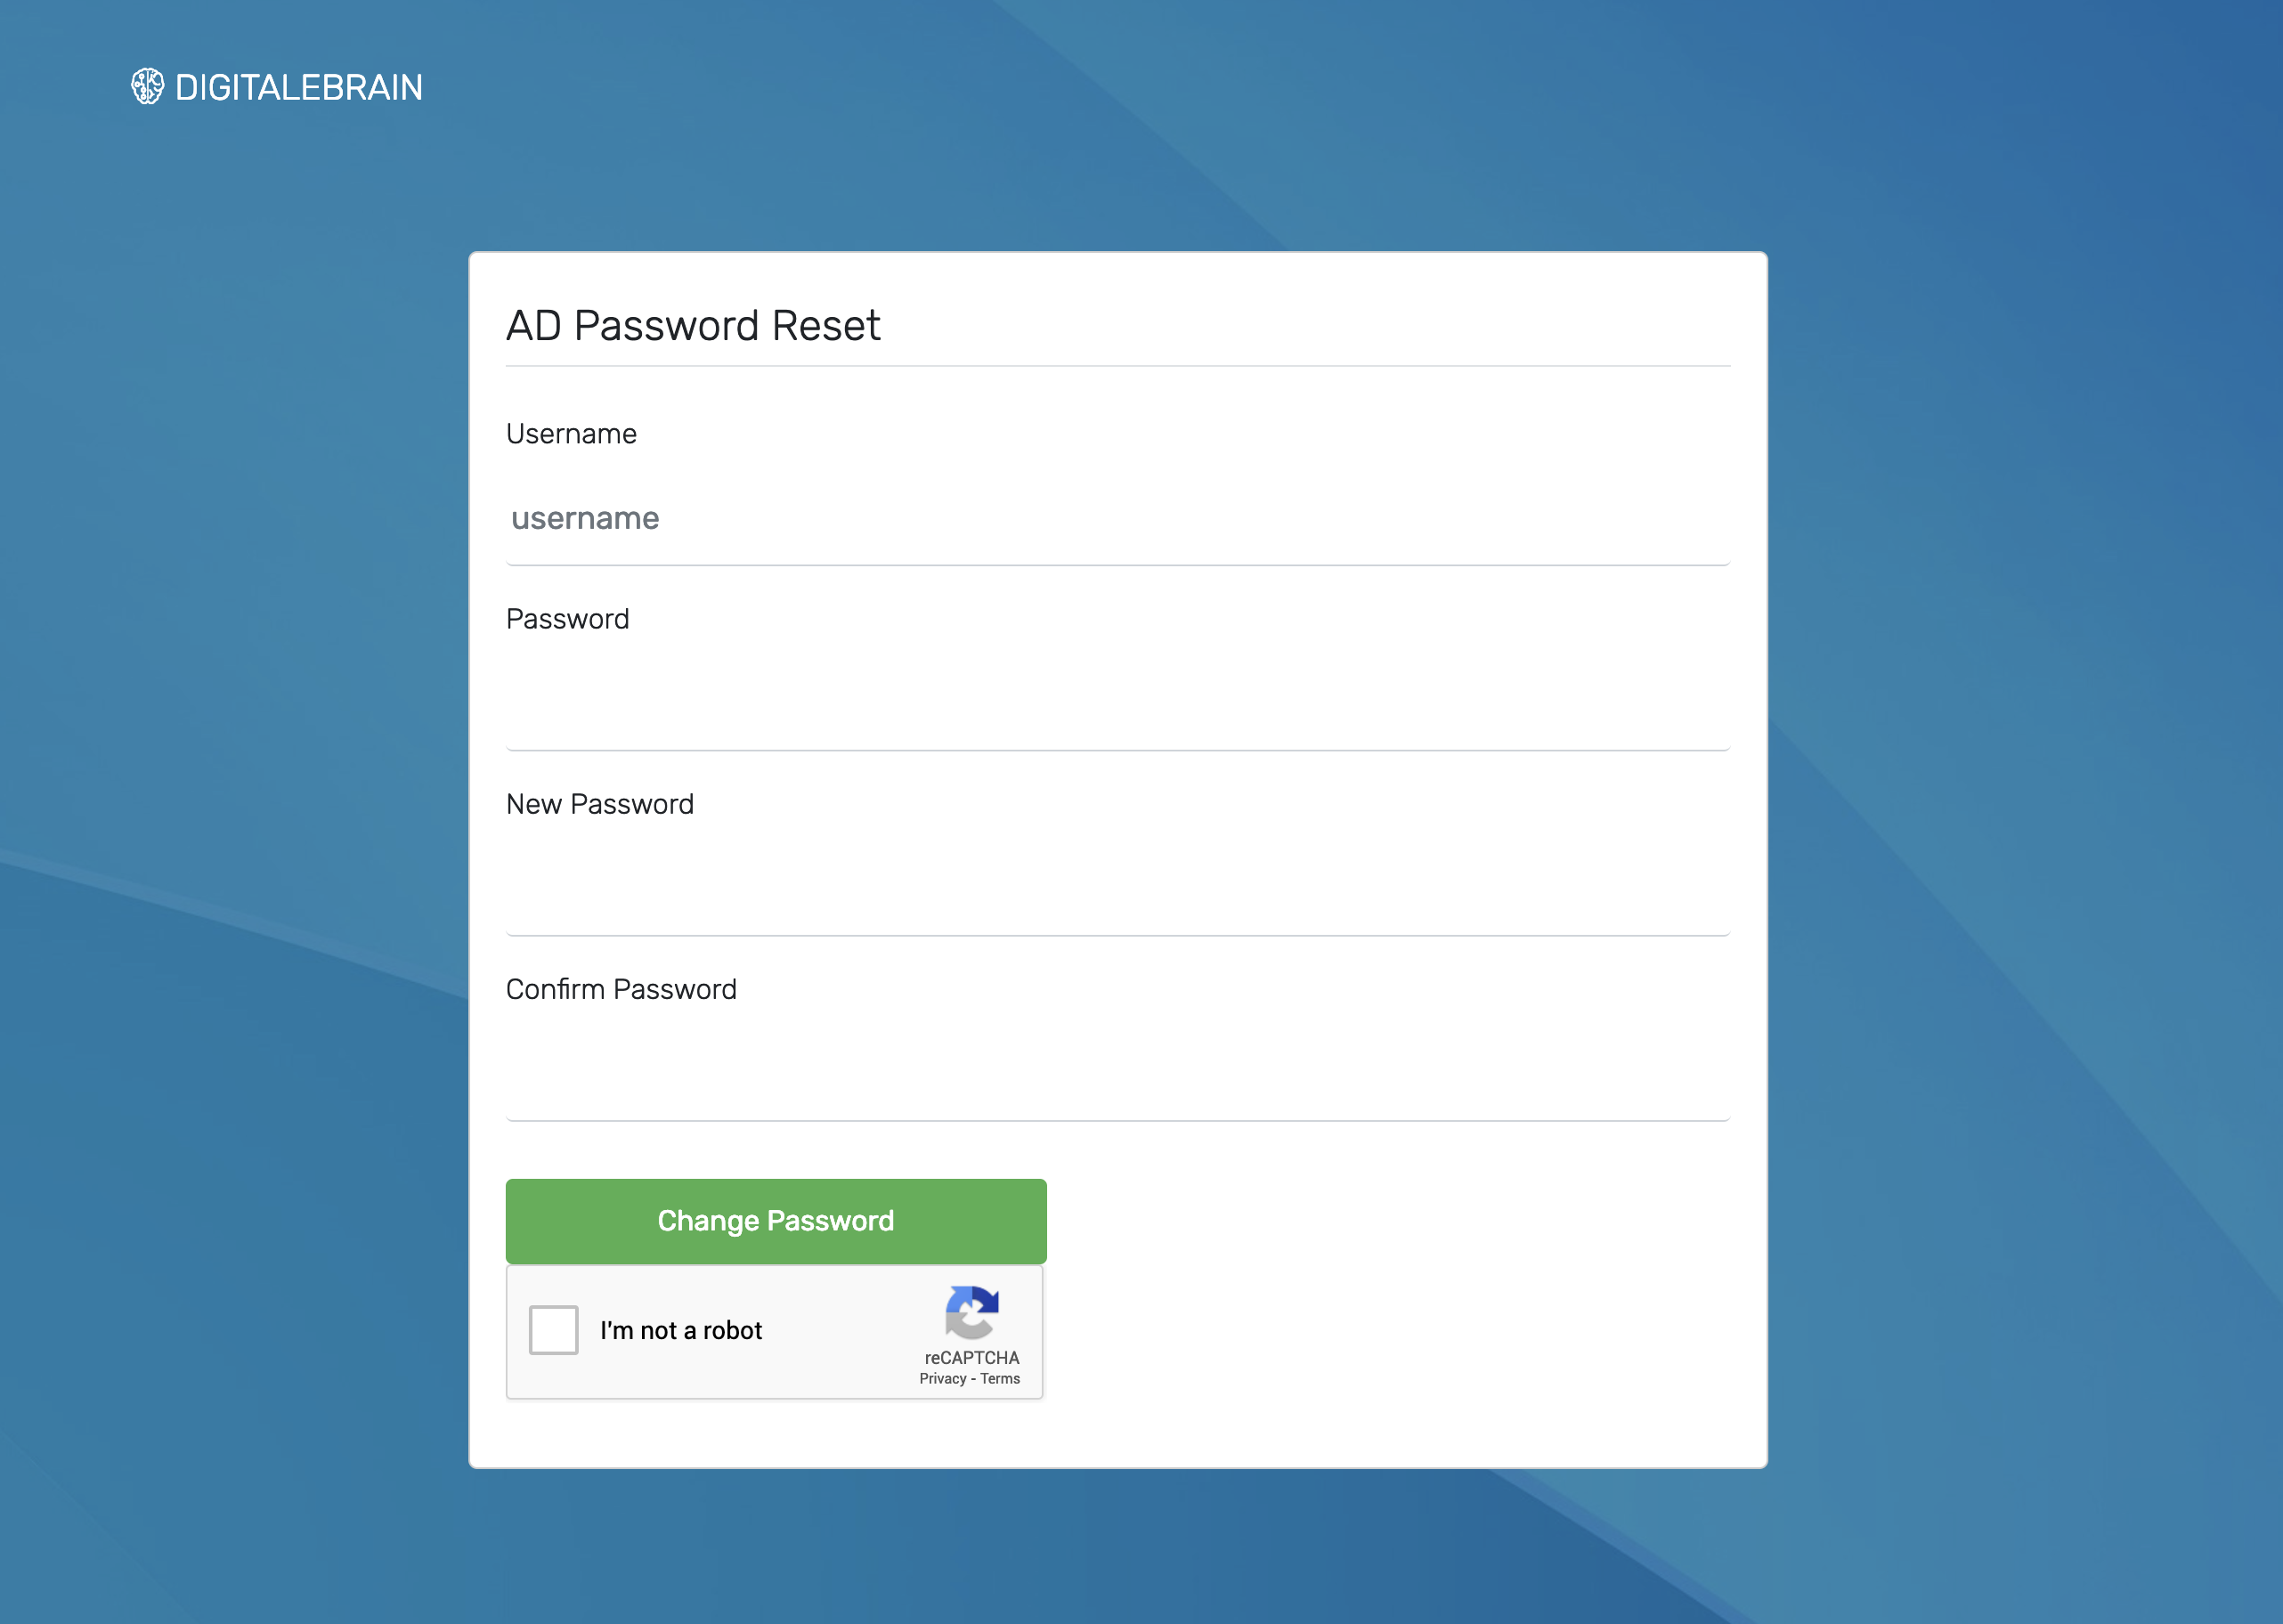 DIGITALEBRAIN
AD Password Reset
Username
username
Password
New Password
Confirm Password
Change Password
I'm not a robot
reCAPTCHA
Privacy - Terms